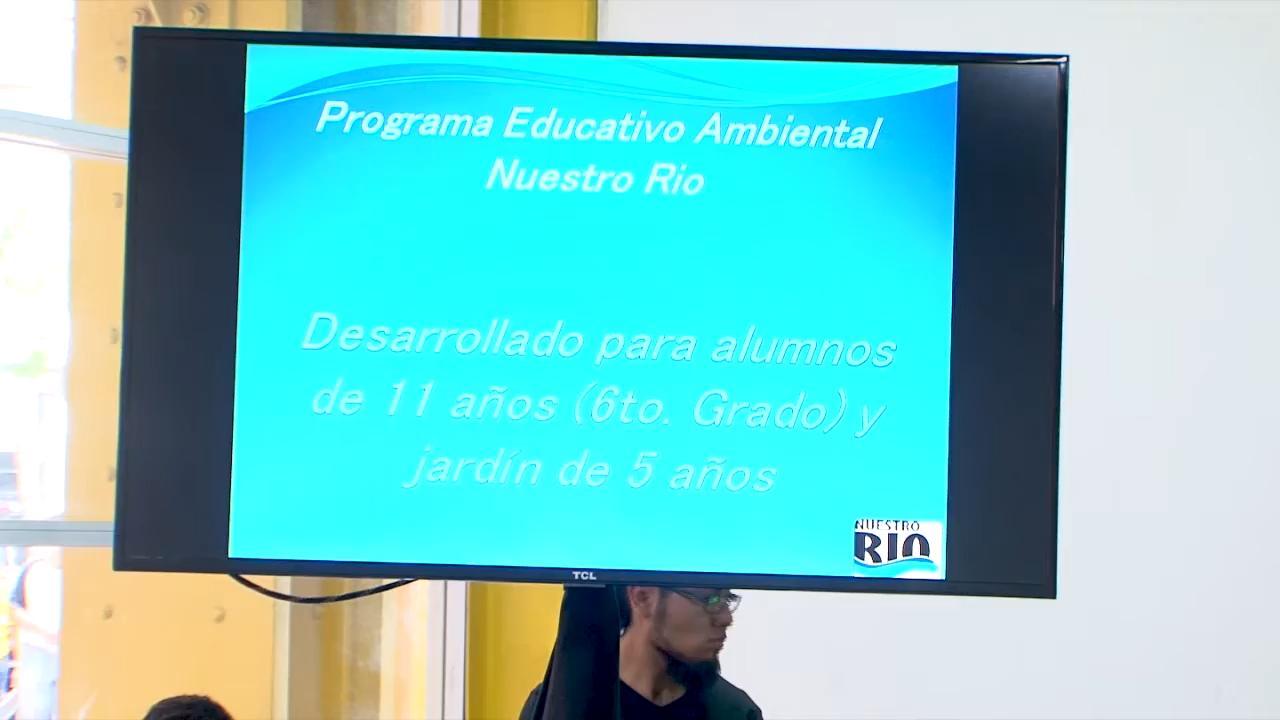 Programa Educativo Ambiental
Nuestro Rio
Desarrollado para alumnos
de 11 años (6to. Grado) y
jardín de 5 años
NUESTRO
RIO
TCL